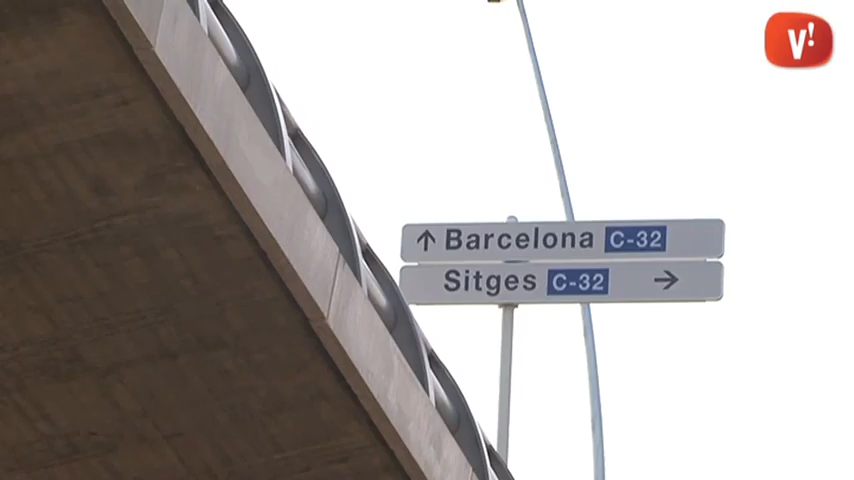 V!
↑ Barcelona C-32
Sitges C-32 →